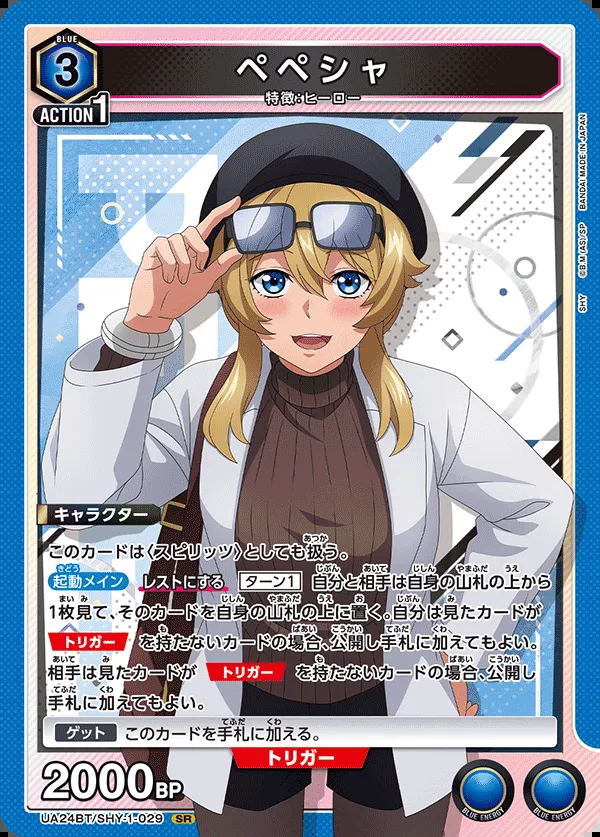 BLUE
3
ペペシャ
特徴:ヒーロー
ACTION 1
SHY ©B.M(AS)/SP BANDAI MADE IN JAPAN
キャラクター
このカードは〈スピリッツ〉としても扱う。
起動メイン レストにする ターン1 自分と相手は自身の山札の上から
1枚見て、そのカードを自身の山札の上に置く。自分は見たカードが
トリガー を持たないカードの場合、公開し手札に加えてもよい。
相手は見たカードが トリガー を持たないカードの場合、公開し
手札に加えてもよい。
ゲット このカードを手札に加える。
トリガー
2000BP
BLUE ENERGY
BLUE ENERGY
UA24BT/SHY-1-029 SR